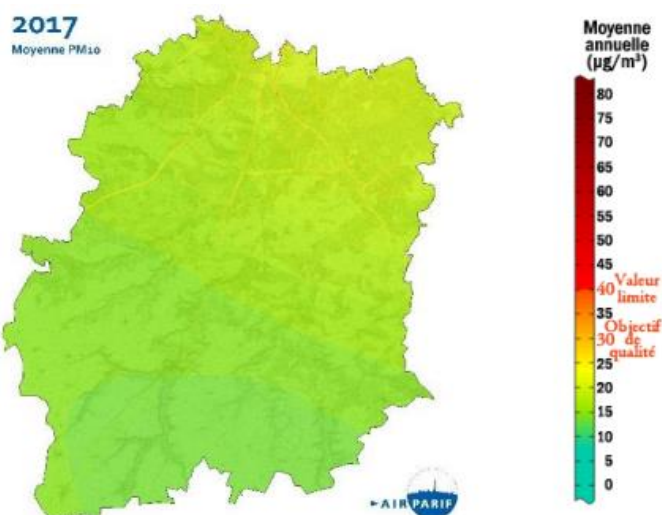 2017
Moyenne PM10
Moyenne
annuelle
(µg/m³)
80
75
70
65
60
55
50
45
40 Valeur
limite
35
Objectif
30 de
qualité
25
20
15
10
5
0
AIRPARIF